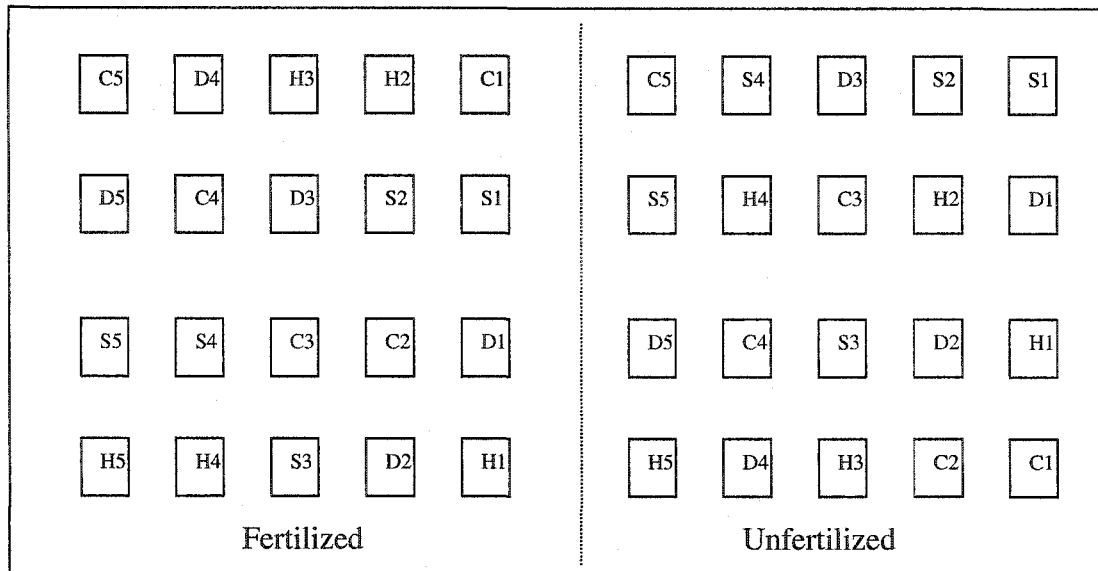 C5 D4 H3 H2 C1 C5 S4 D3 S2 S1
D5 C4 D3 S2 S1 S5 H4 C3 H2 D1
S5 S4 C3 C2 D1 D5 C4 S3 D2 H1
H5 H4 S3 D2 H1 H5 D4 H3 C2 C1
Fertilized Unfertilized